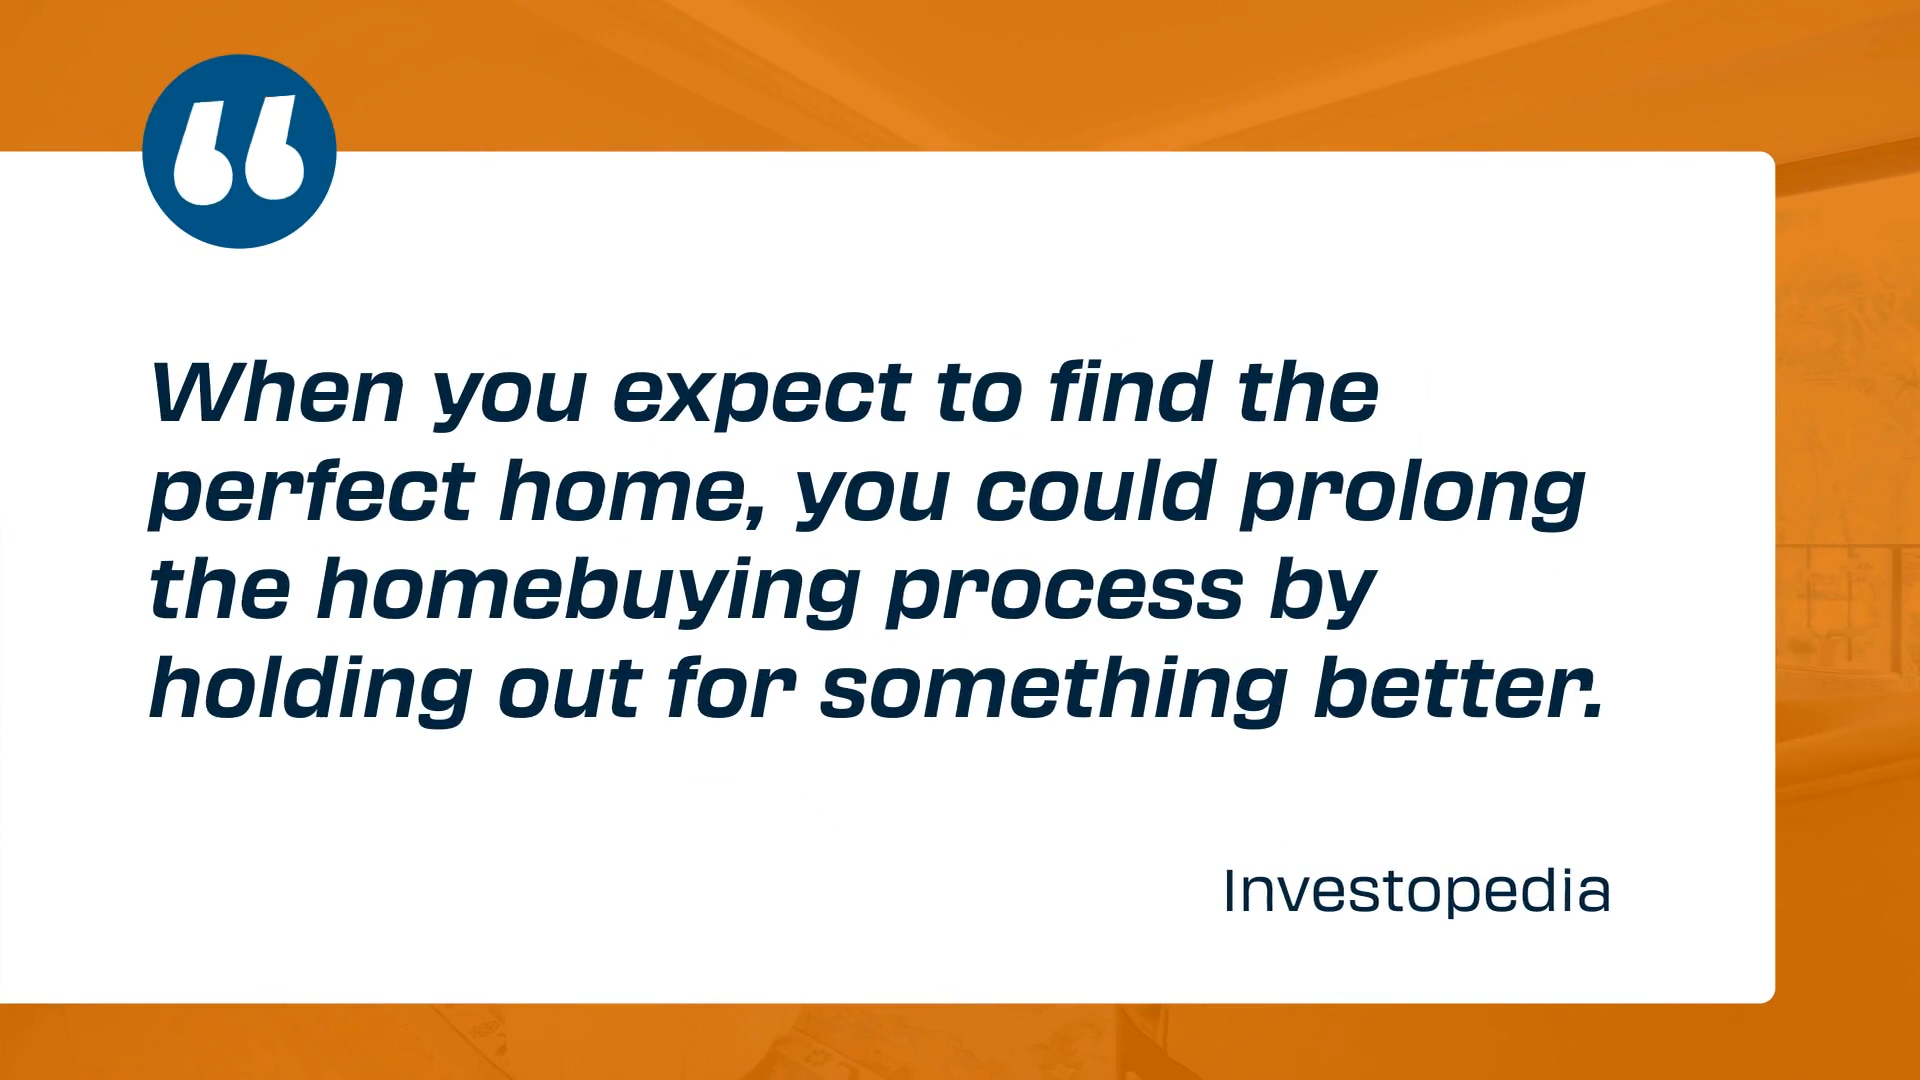 “
When you expect to find the
perfect home, you could prolong
the homebuying process by
holding out for something better.
Investopedia